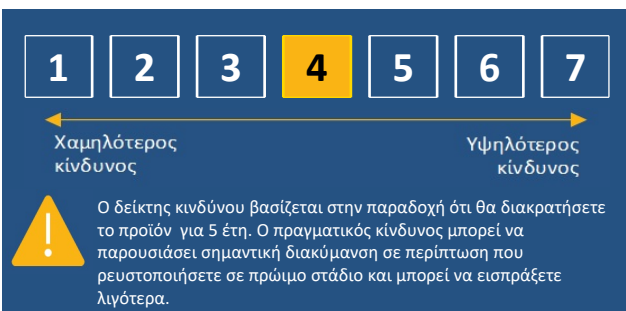 1 2 3 4 5 6 7
Χαμηλότερος Υψηλότερος
κίνδυνος κίνδυνος
Ο δείκτης κινδύνου βασίζεται στην παραδοχή ότι θα διακρατήσετε
το προϊόν για 5 έτη. Ο πραγματικός κίνδυνος μπορεί να
παρουσιάσει σημαντική διακύμανση σε περίπτωση που
ρευστοποιήσετε σε πρώιμο στάδιο και μπορεί να εισπράξετε
λιγότερα.